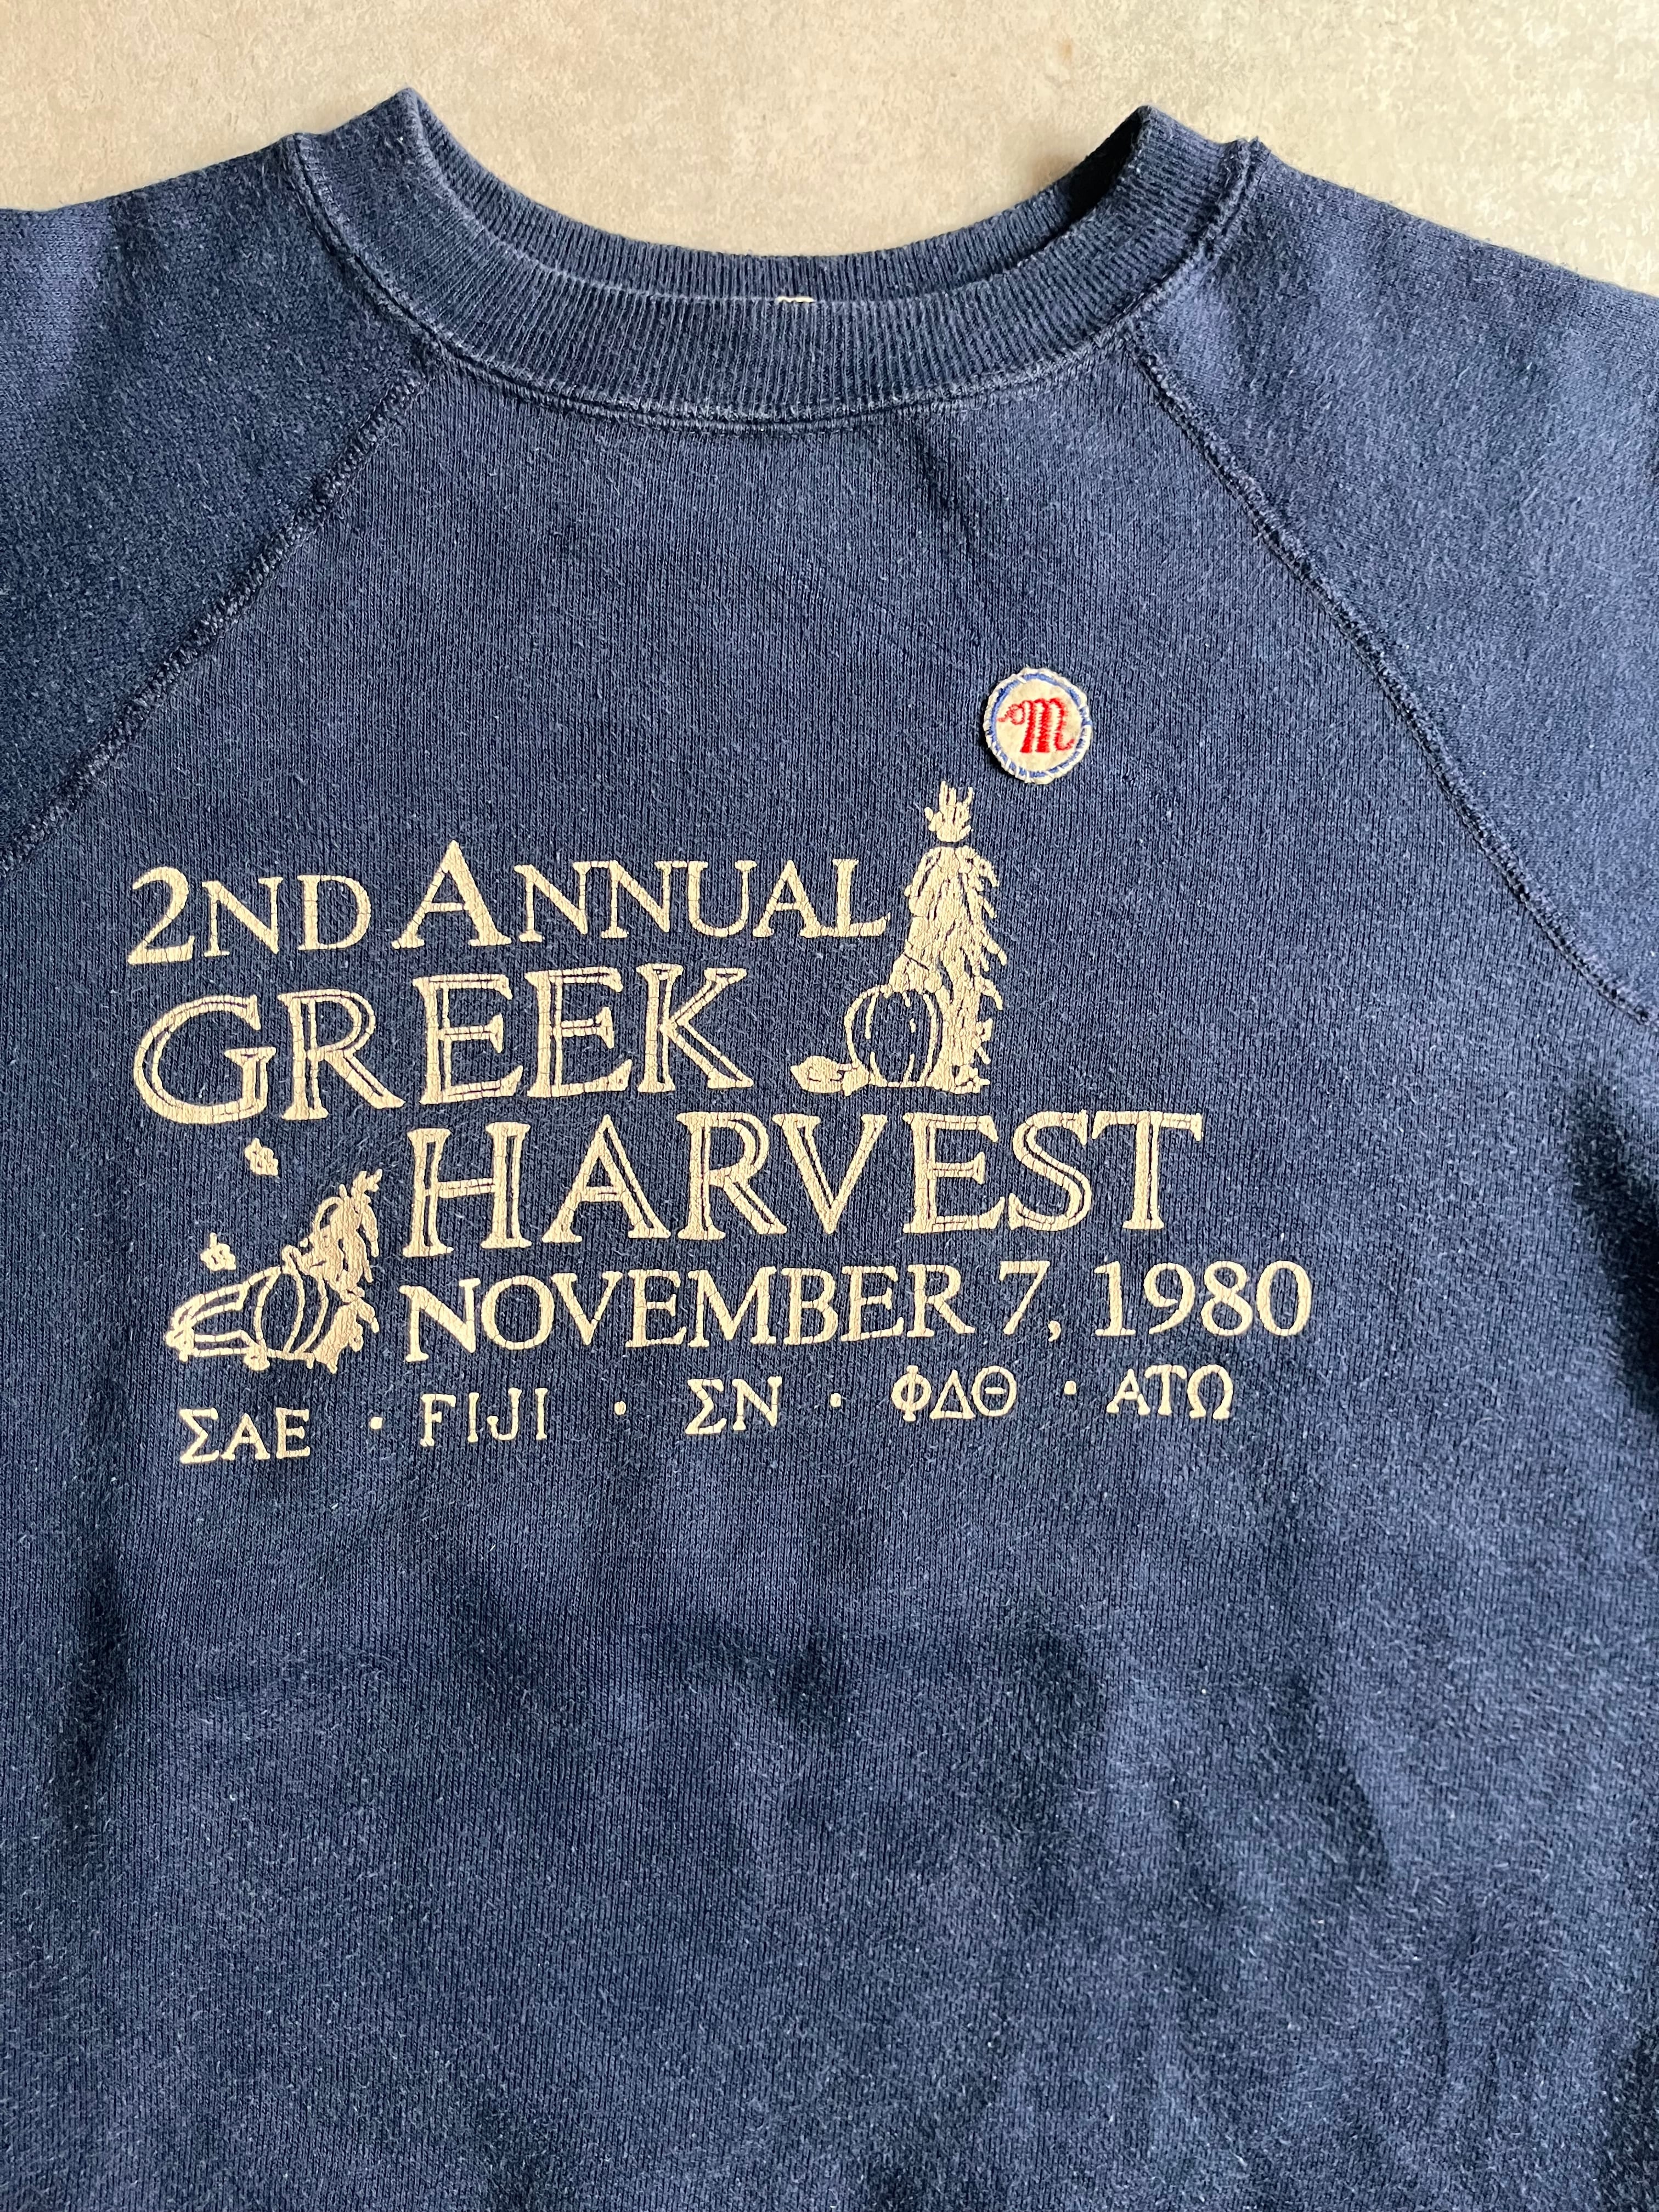 M
2ND ANNUAL
GREEK
HARVEST
NOVEMBER 7, 1980
ΣΑΕ · FIJI · ΣΝ · ΦΔΘ · ΑΤΩ